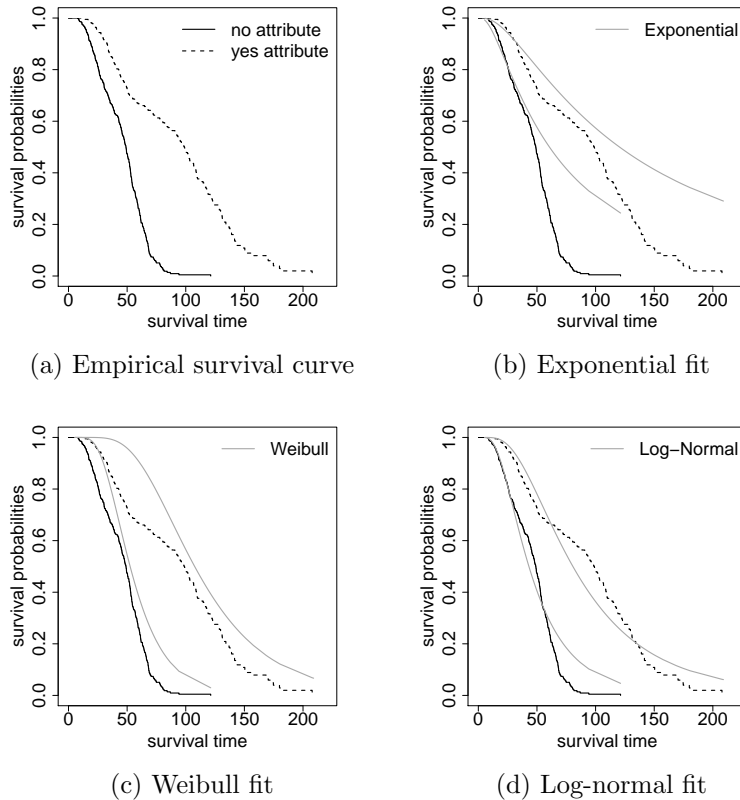 no attribute
yes attribute
survival probabilities
0.0 0.2 0.4 0.6 0.8 1.0
0 50 100 150 200
survival time
(a) Empirical survival curve
Exponential
survival probabilities
0.0 0.2 0.4 0.6 0.8 1.0
0 50 100 150 200
survival time
(b) Exponential fit
Weibull
survival probabilities
0.0 0.2 0.4 0.6 0.8 1.0
0 50 100 150 200
survival time
(c) Weibull fit
Log−Normal
survival probabilities
0.0 0.2 0.4 0.6 0.8 1.0
0 50 100 150 200
survival time
(d) Log-normal fit